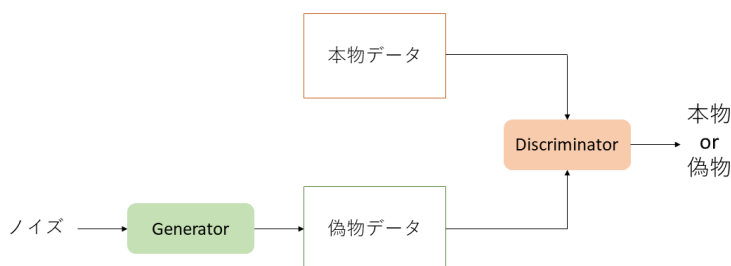 本物データ
Discriminator
本物
or
偽物
ノイズ
Generator
偽物データ